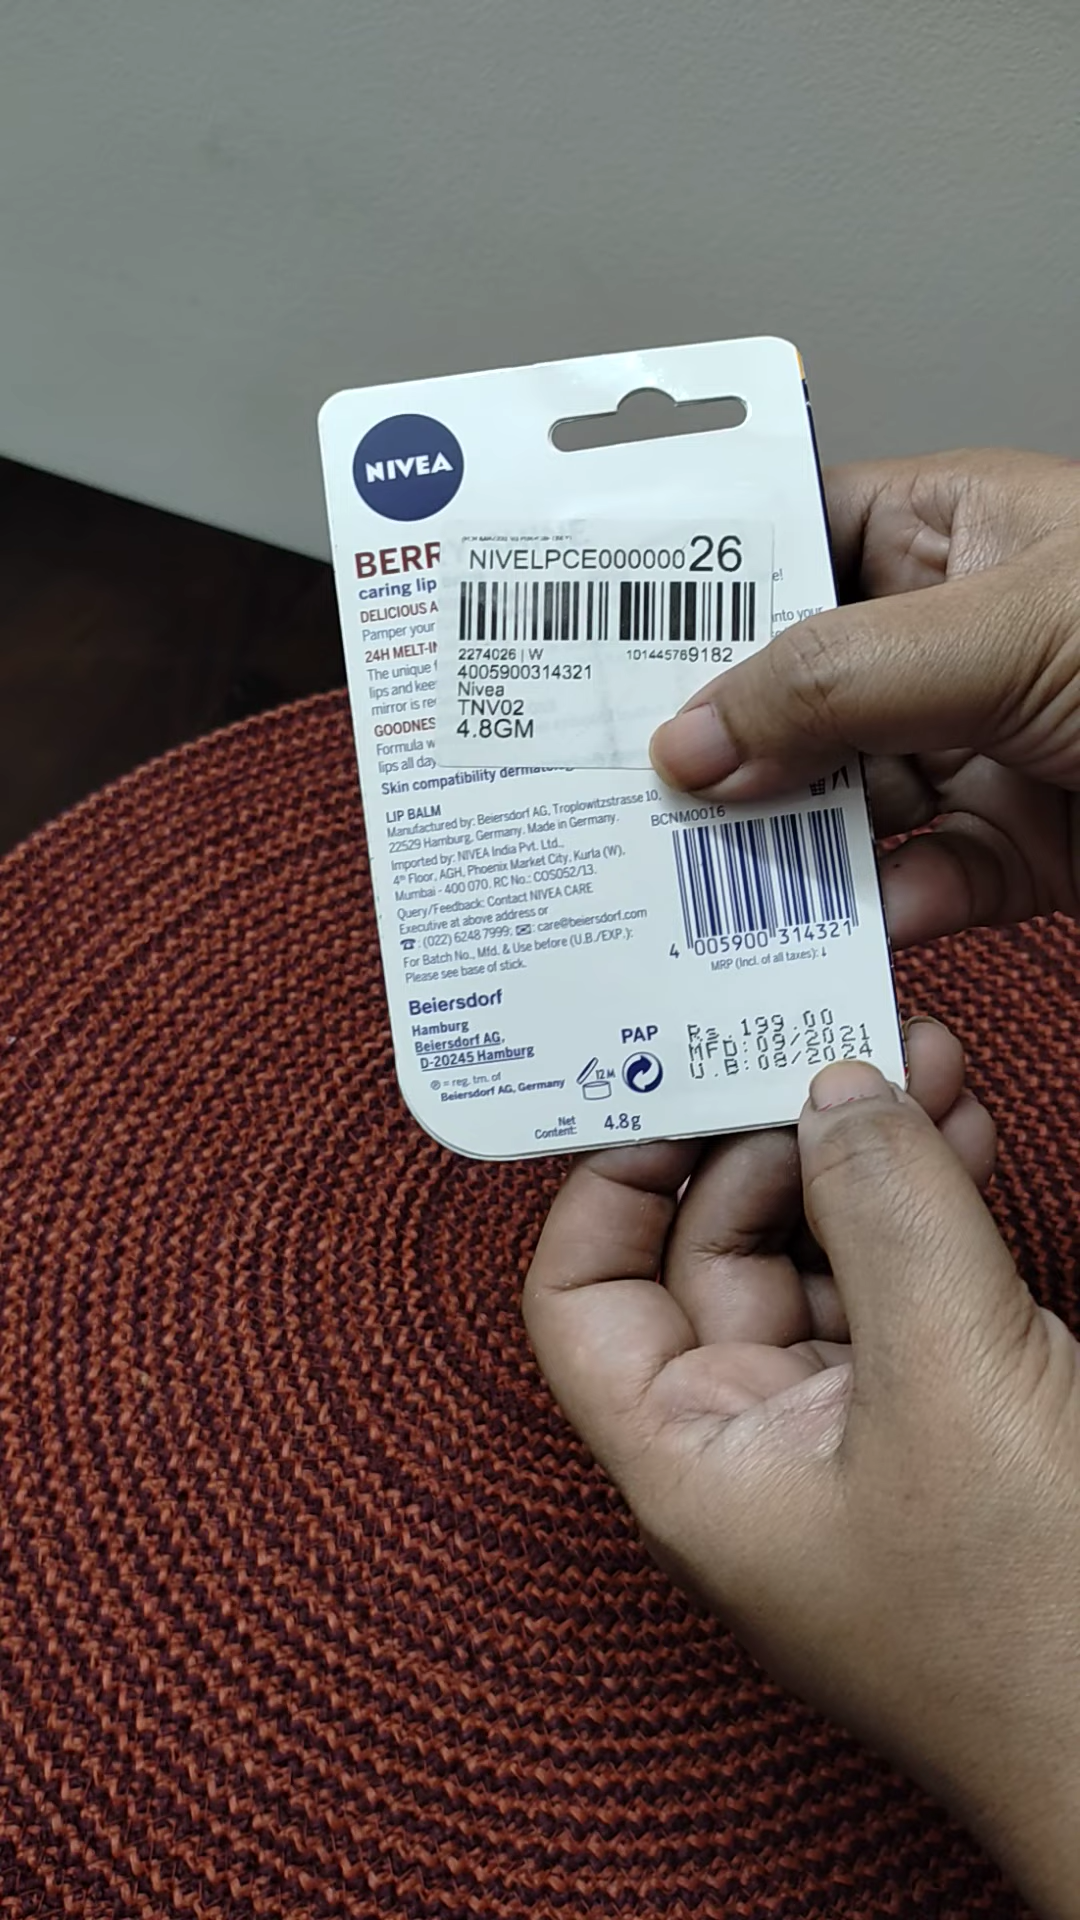 NIVEA
BERR
caring lip
DELICIOUS A
Pamper your
24H MELT-IN
The unique f
lips and kee
mirror is re
GOODNES
Formula w
lips all day
Skin compatibility
e!
into your
NIVELPCE00000026
2274026 | W
101445769182
4005900314321
Nivea
TNV02
4.8GM
LIP BALM
Manufactured by: Beiersdorf AG, Troplowitzstrasse 10,
22529 Hamburg, Germany. Made in Germany.
Imported by: NIVEA India Pvt. Ltd.,
4th Floor, AGH, Phoenix Market City, Kurla (W),
Mumbai - 400 070. RC No.: COS052/13.
Query/Feedback: Contact NIVEA CARE
Executive at above address or
☎: (022) 6248 7999; ✉: care@beiersdorf.com
For Batch No., Mfd. & Use before (U.B./EXP.):
Please see base of stick.
BCNM0016
4 005900 314321
MRP (Incl. of all taxes): ↓
Rs. 199.00
MFD: 09/2021
U.B: 08/2024
Beiersdorf
Hamburg
Beiersdorf AG,
D-20245 Hamburg
® = reg. tm. of
Beiersdorf AG, Germany
12 M
PAP
Net
Content: 4.8g